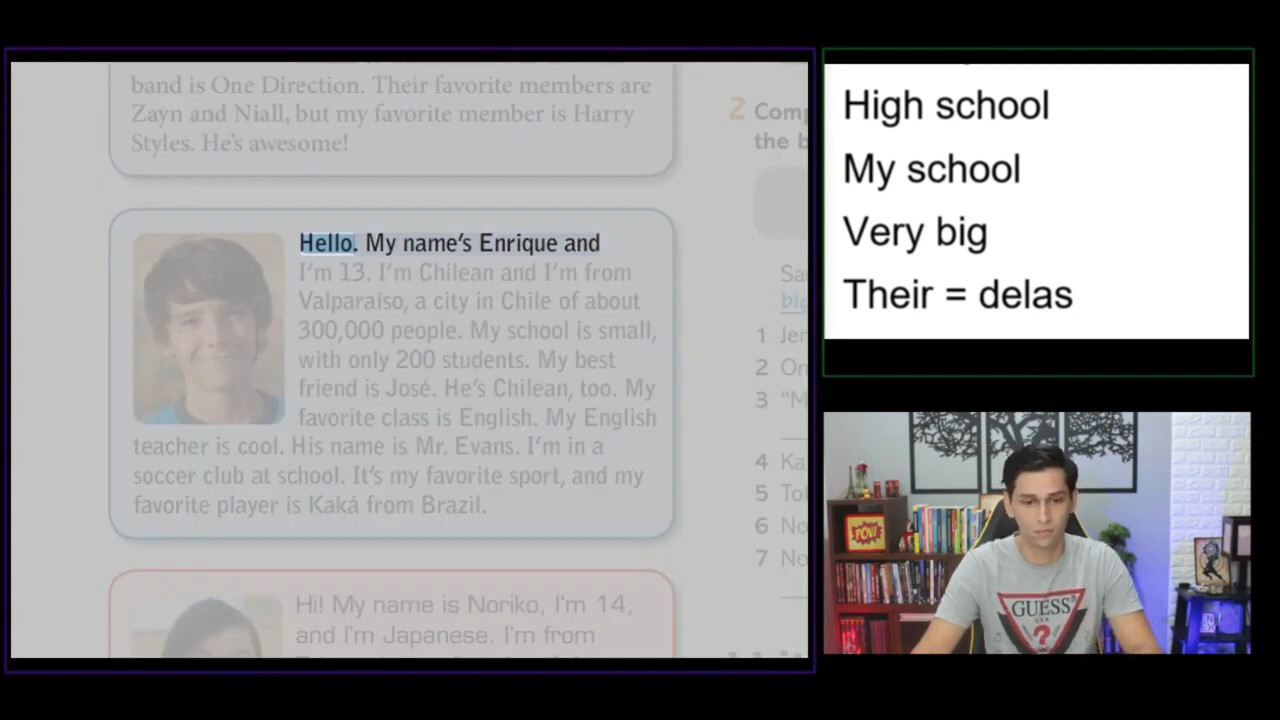 band is One Direction. Their favorite members are
Zayn and Niall, but my favorite member is Harry
Styles. He's awesome!
Hello. My name's Enrique and
I'm 13. I'm Chilean and I'm from
Valparaíso, a city in Chile of about
300,000 people. My school is small,
with only 200 students. My best
friend is José. He's Chilean, too. My
favorite class is English. My English
teacher is cool. His name is Mr. Evans. I'm in a
soccer club at school. It's my favorite sport, and my
favorite player is Kaká from Brazil.
Hi! My name is Noriko, I'm 14,
and I'm Japanese. I'm from
2
the
1
2
3
4
5
6
7
High school
My school
Very big
Their = delas
POW!
GUESS
U.S.A.
?